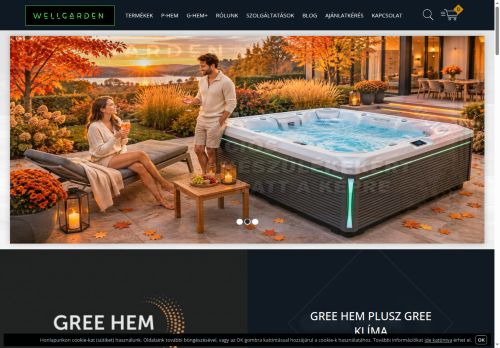 WELLGARDEN
TERMÉKEK P-HEM G-HEM+ RÓLUNK SZOLGÁLTATÁSOK BLOG AJÁNLATKÉRÉS KAPCSOLAT
0
GREE HEM
GREE HEM PLUSZ GREE
KLÍMA
Honlapunkon cookie-kat (sütiket) használunk. Oldalaink további böngészésével, vagy az OK gombra kattintással hozzájárul a cookie-k használatához. További információkat ide kattintva érhet el.
OK